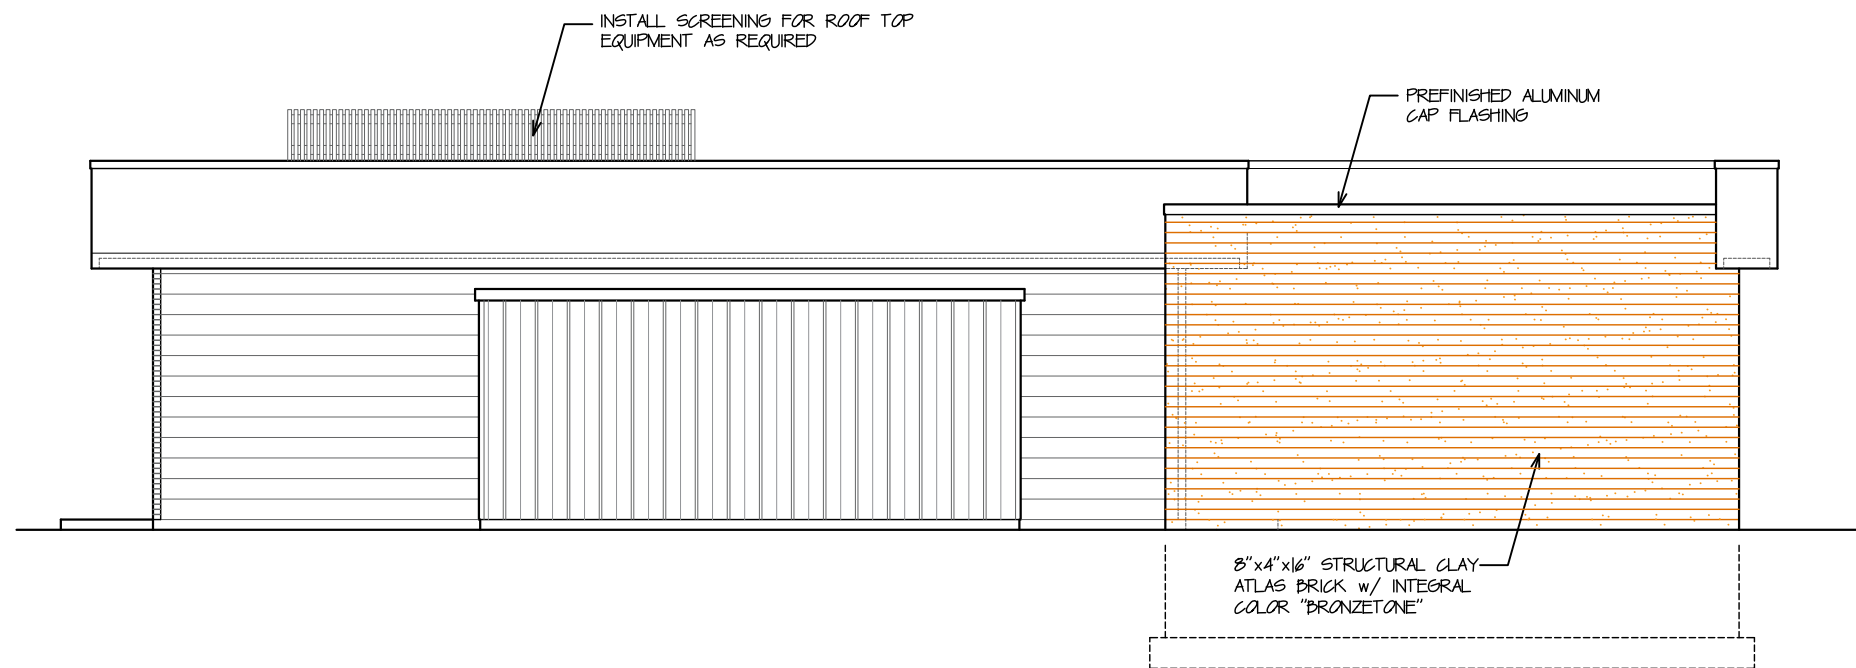 INSTALL SCREENING FOR ROOF TOP
EQUIPMENT AS REQUIRED
PREFINISHED ALUMINUM
CAP FLASHING
8"x4"x16" STRUCTURAL CLAY
ATLAS BRICK w/ INTEGRAL
COLOR "BRONZETONE"